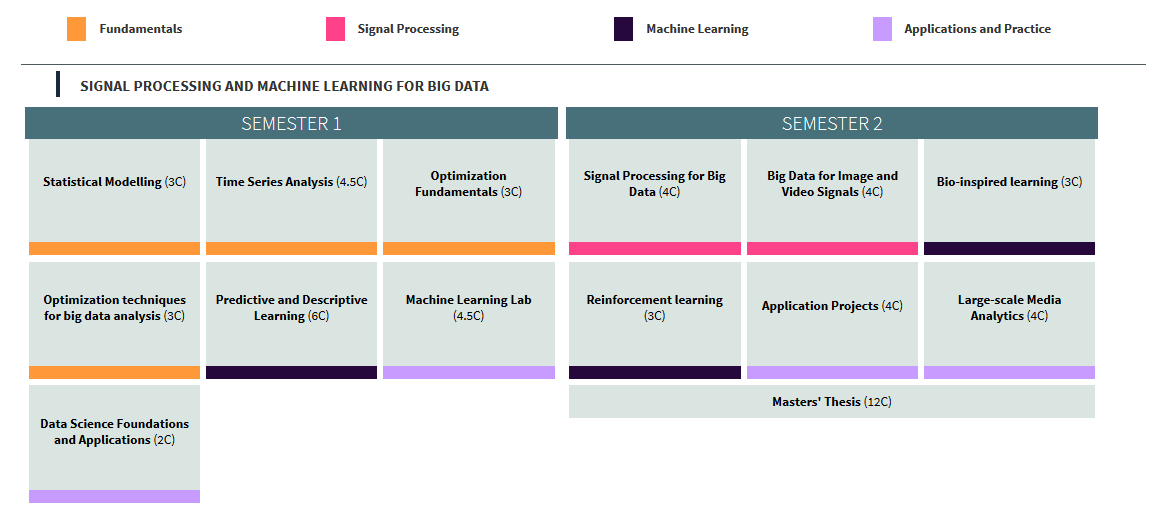 Fundamentals
Signal Processing
Machine Learning
Applications and Practice
SIGNAL PROCESSING AND MACHINE LEARNING FOR BIG DATA
SEMESTER 1
Statistical Modelling (3C)
Time Series Analysis (4.5C)
Optimization
Fundamentals (3C)
Optimization techniques
for big data analysis (3C)
Predictive and Descriptive
Learning (6C)
Machine Learning Lab
(4.5C)
Data Science Foundations
and Applications (2C)
SEMESTER 2
Signal Processing for Big
Data (4C)
Big Data for Image and
Video Signals (4C)
Bio-inspired learning (3C)
Reinforcement learning
(3C)
Application Projects (4C)
Large-scale Media
Analytics (4C)
Masters' Thesis (12C)